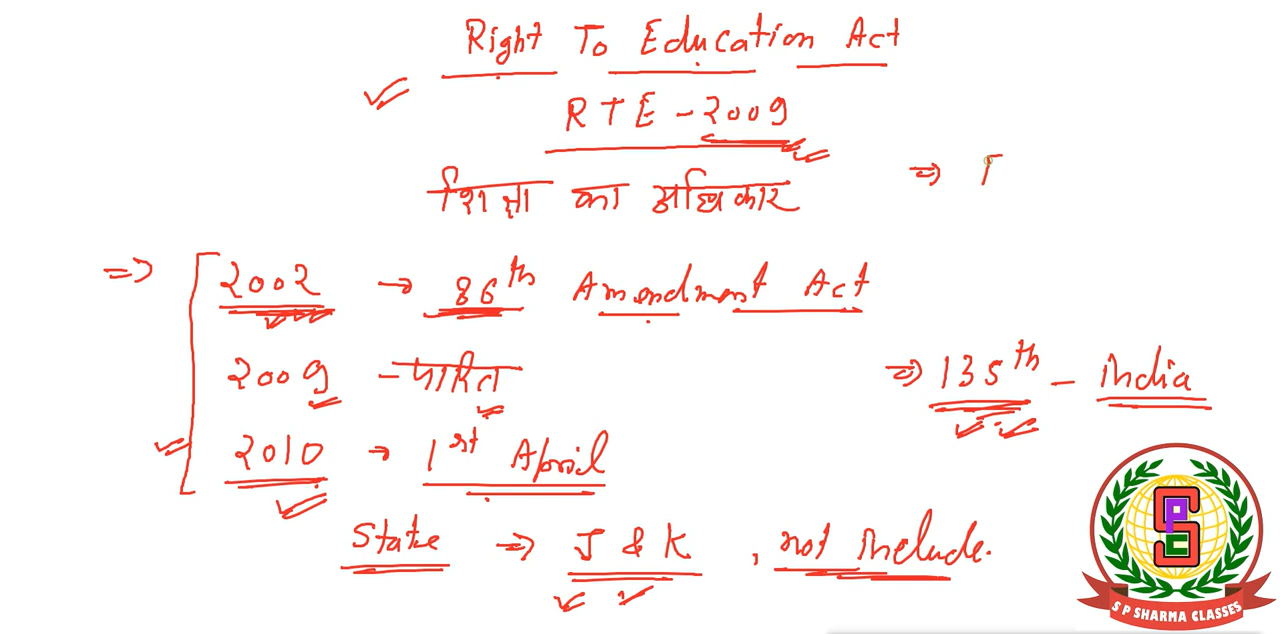 Right To Education Act
RTE - 2009
शिक्षा का अधिकार ⇒
⇒ 2002 → 86th Amendment Act
2009 - पारित
⇒ 135th - India
2010 → 1st April
State ⇒ J & K , not include.
SPC
S P SHARMA CLASSES